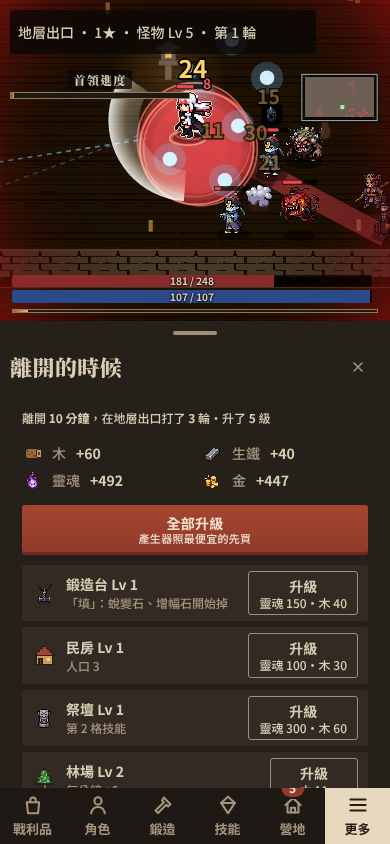 地層出口 · 1★ · 怪物 Lv 5 · 第 1 輪
首領進度
24
8
15
11
30
21
181 / 248
107 / 107
離開的時候
×
離開 10 分鐘，在地層出口打了 3 輪·升了 5 級
木 +60
生鐵 +40
靈魂 +492
金 +447
全部升級
產生器照最便宜的先買
鍛造台 Lv 1
「填」：蛻變石、增幅石開始掉
升級
靈魂 150·木 40
民房 Lv 1
人口 3
升級
靈魂 100·木 30
祭壇 Lv 1
第 2 格技能
升級
靈魂 300·木 60
林場 Lv 2
升級
5
戰利品
角色
鍛造
技能
營地
更多